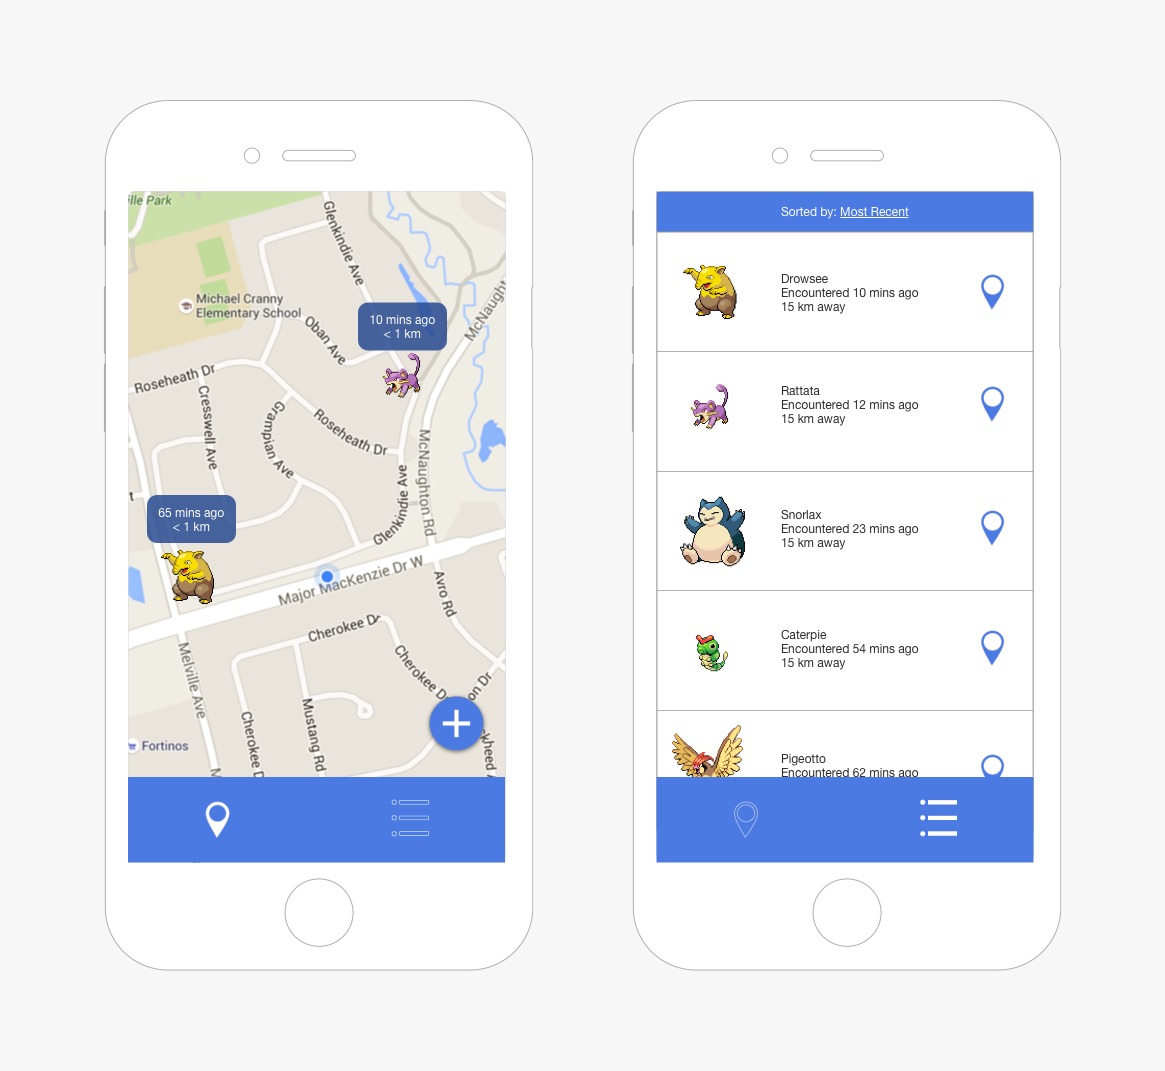 ille Park
Glenkindie Ave
Michael Cranny
Elementary School
McNaught
10 mins ago
< 1 km
Oban Ave
Roseheath Dr
Cresswell Ave
Grampian Ave
Roseheath Dr
McNaughton Rd
Glenkindie Ave
65 mins ago
< 1 km
Major MacKenzie Dr W
Avro Rd
Cherokee Dr
Cherokee D
on Dr
Melville Ave
Mustang Rd
Cherokee D
Fortinos
ckheed A
M
Sorted by: Most Recent
Drowsee
Encountered 10 mins ago
15 km away
Rattata
Encountered 12 mins ago
15 km away
Snorlax
Encountered 23 mins ago
15 km away
Caterpie
Encountered 54 mins ago
15 km away
Pigeotto
Encountered 62 mins ago